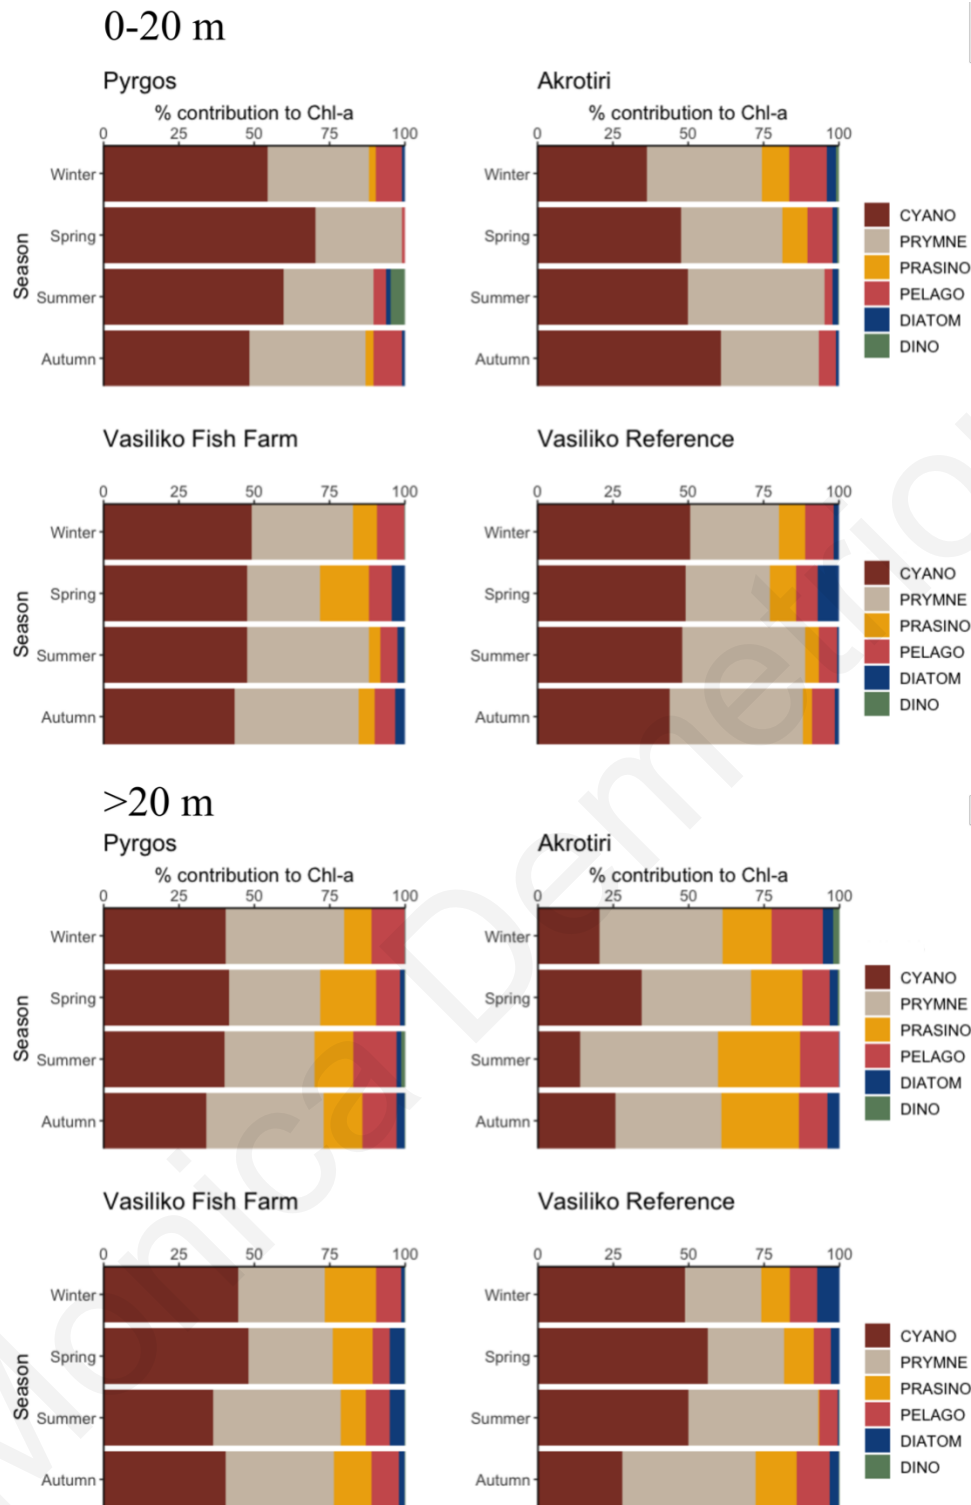 0-20 m
Pyrgos
Akrotiri
% contribution to Chl-a
% contribution to Chl-a
0 25 50 75 100
0 25 50 75 100
Season
Winter
Spring
Summer
Autumn
Winter
Spring
Summer
Autumn
CYANO
PRYMNE
PRASINO
PELAGO
DIATOM
DINO
Vasiliko Fish Farm
Vasiliko Reference
0 25 50 75 100
0 25 50 75 100
Season
Winter
Spring
Summer
Autumn
Winter
Spring
Summer
Autumn
CYANO
PRYMNE
PRASINO
PELAGO
DIATOM
DINO
>20 m
Pyrgos
Akrotiri
% contribution to Chl-a
% contribution to Chl-a
0 25 50 75 100
0 25 50 75 100
Season
Winter
Spring
Summer
Autumn
Winter
Spring
Summer
Autumn
CYANO
PRYMNE
PRASINO
PELAGO
DIATOM
DINO
Vasiliko Fish Farm
Vasiliko Reference
0 25 50 75 100
0 25 50 75 100
Season
Winter
Spring
Summer
Autumn
Winter
Spring
Summer
Autumn
CYANO
PRYMNE
PRASINO
PELAGO
DIATOM
DINO
Monica Demetrio